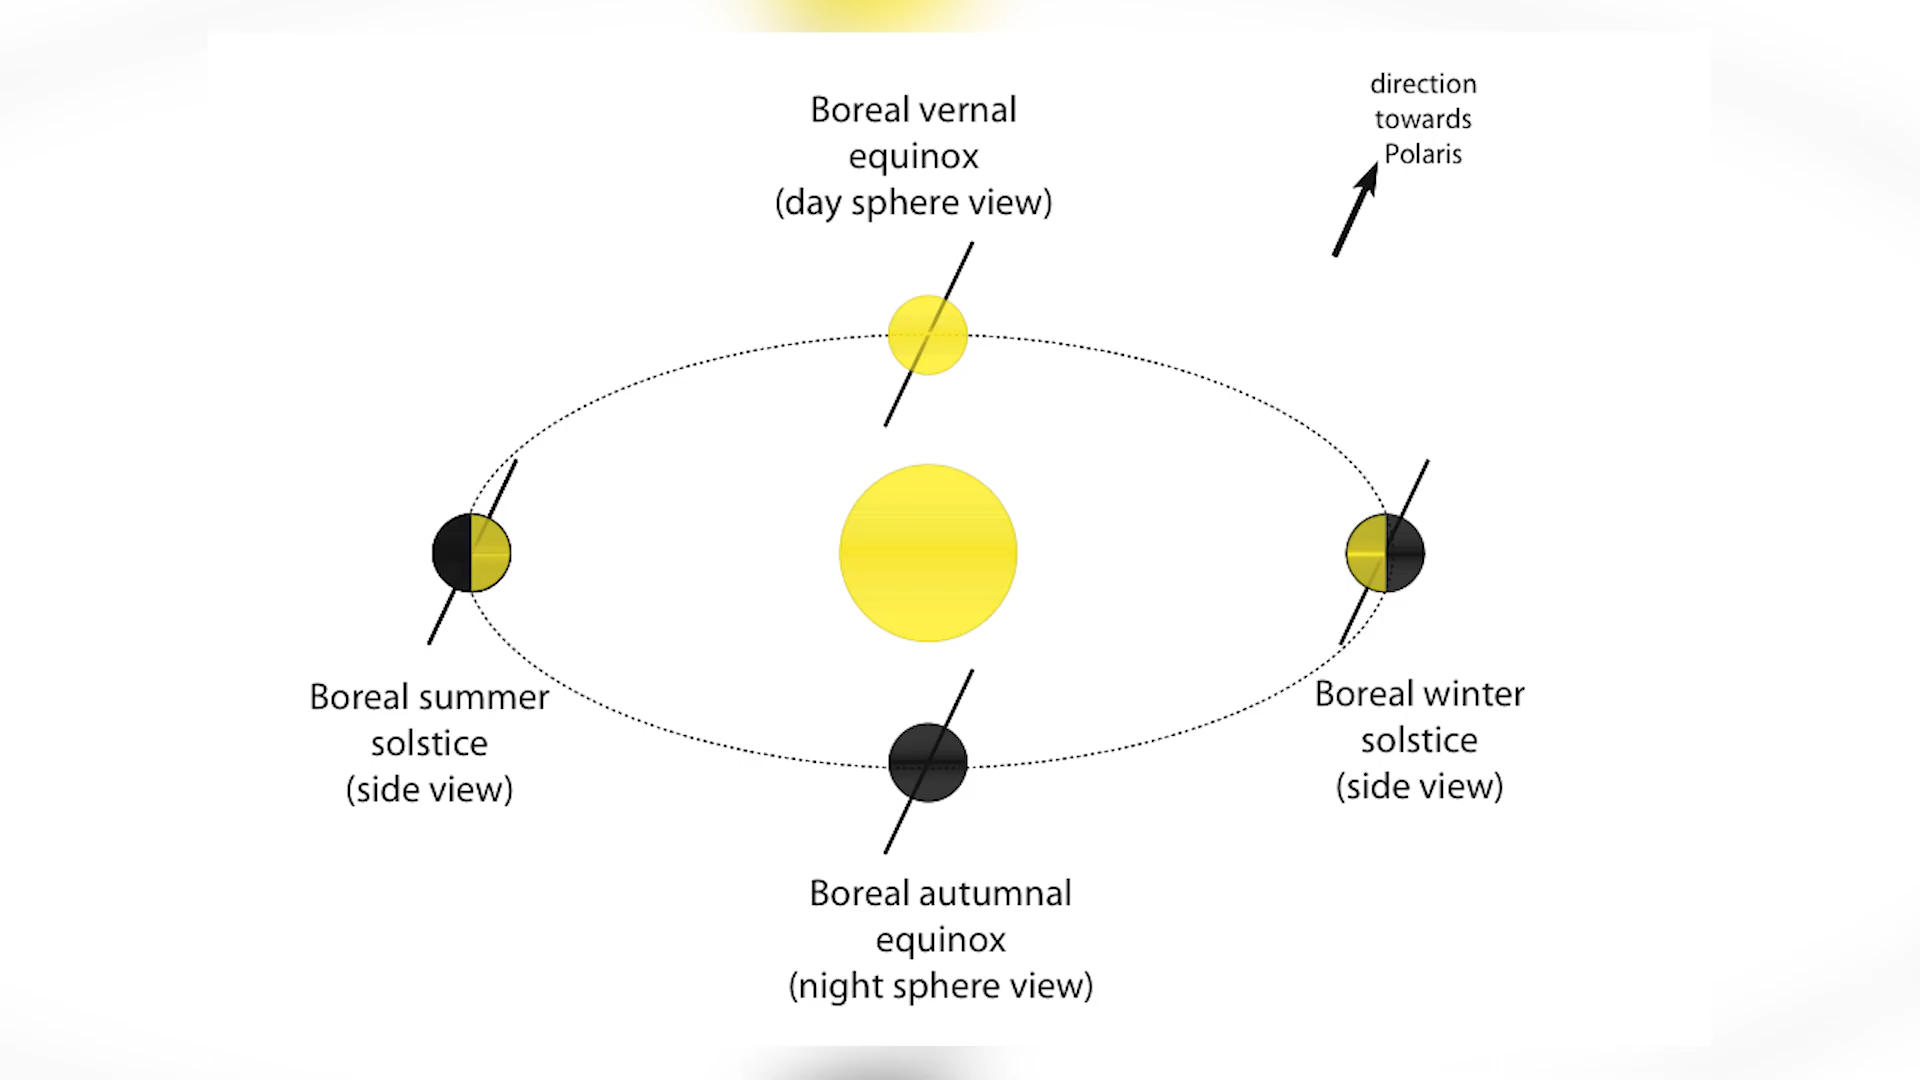 direction
towards
Polaris
Boreal vernal
equinox
(day sphere view)
Boreal summer
solstice
(side view)
Boreal winter
solstice
(side view)
Boreal autumnal
equinox
(night sphere view)